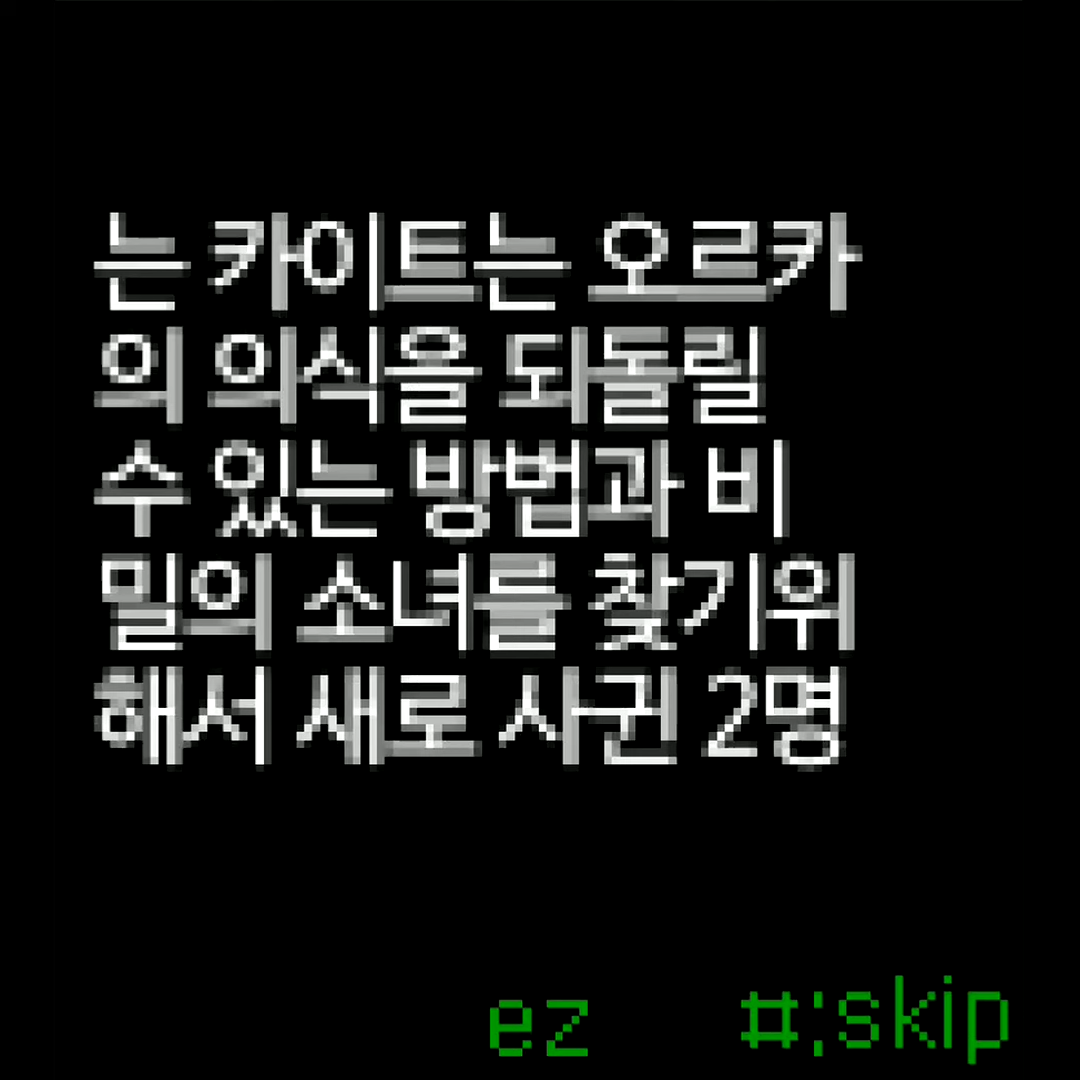 는 카이트는 오르카
의 의식을 되돌릴
수 있는 방법과 비
밀의 소녀를 찾기위
해서 새로 사귄 2명
ez #;skip